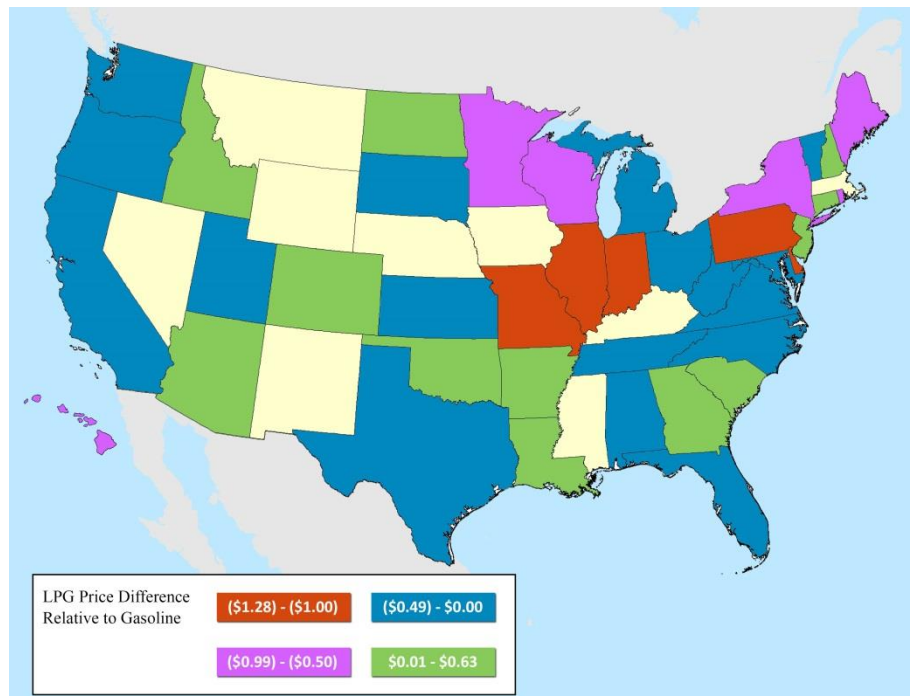 LPG Price Difference
Relative to Gasoline
($1.28) - ($1.00)
($0.49) - $0.00
($0.99) - ($0.50)
$0.01 - $0.63